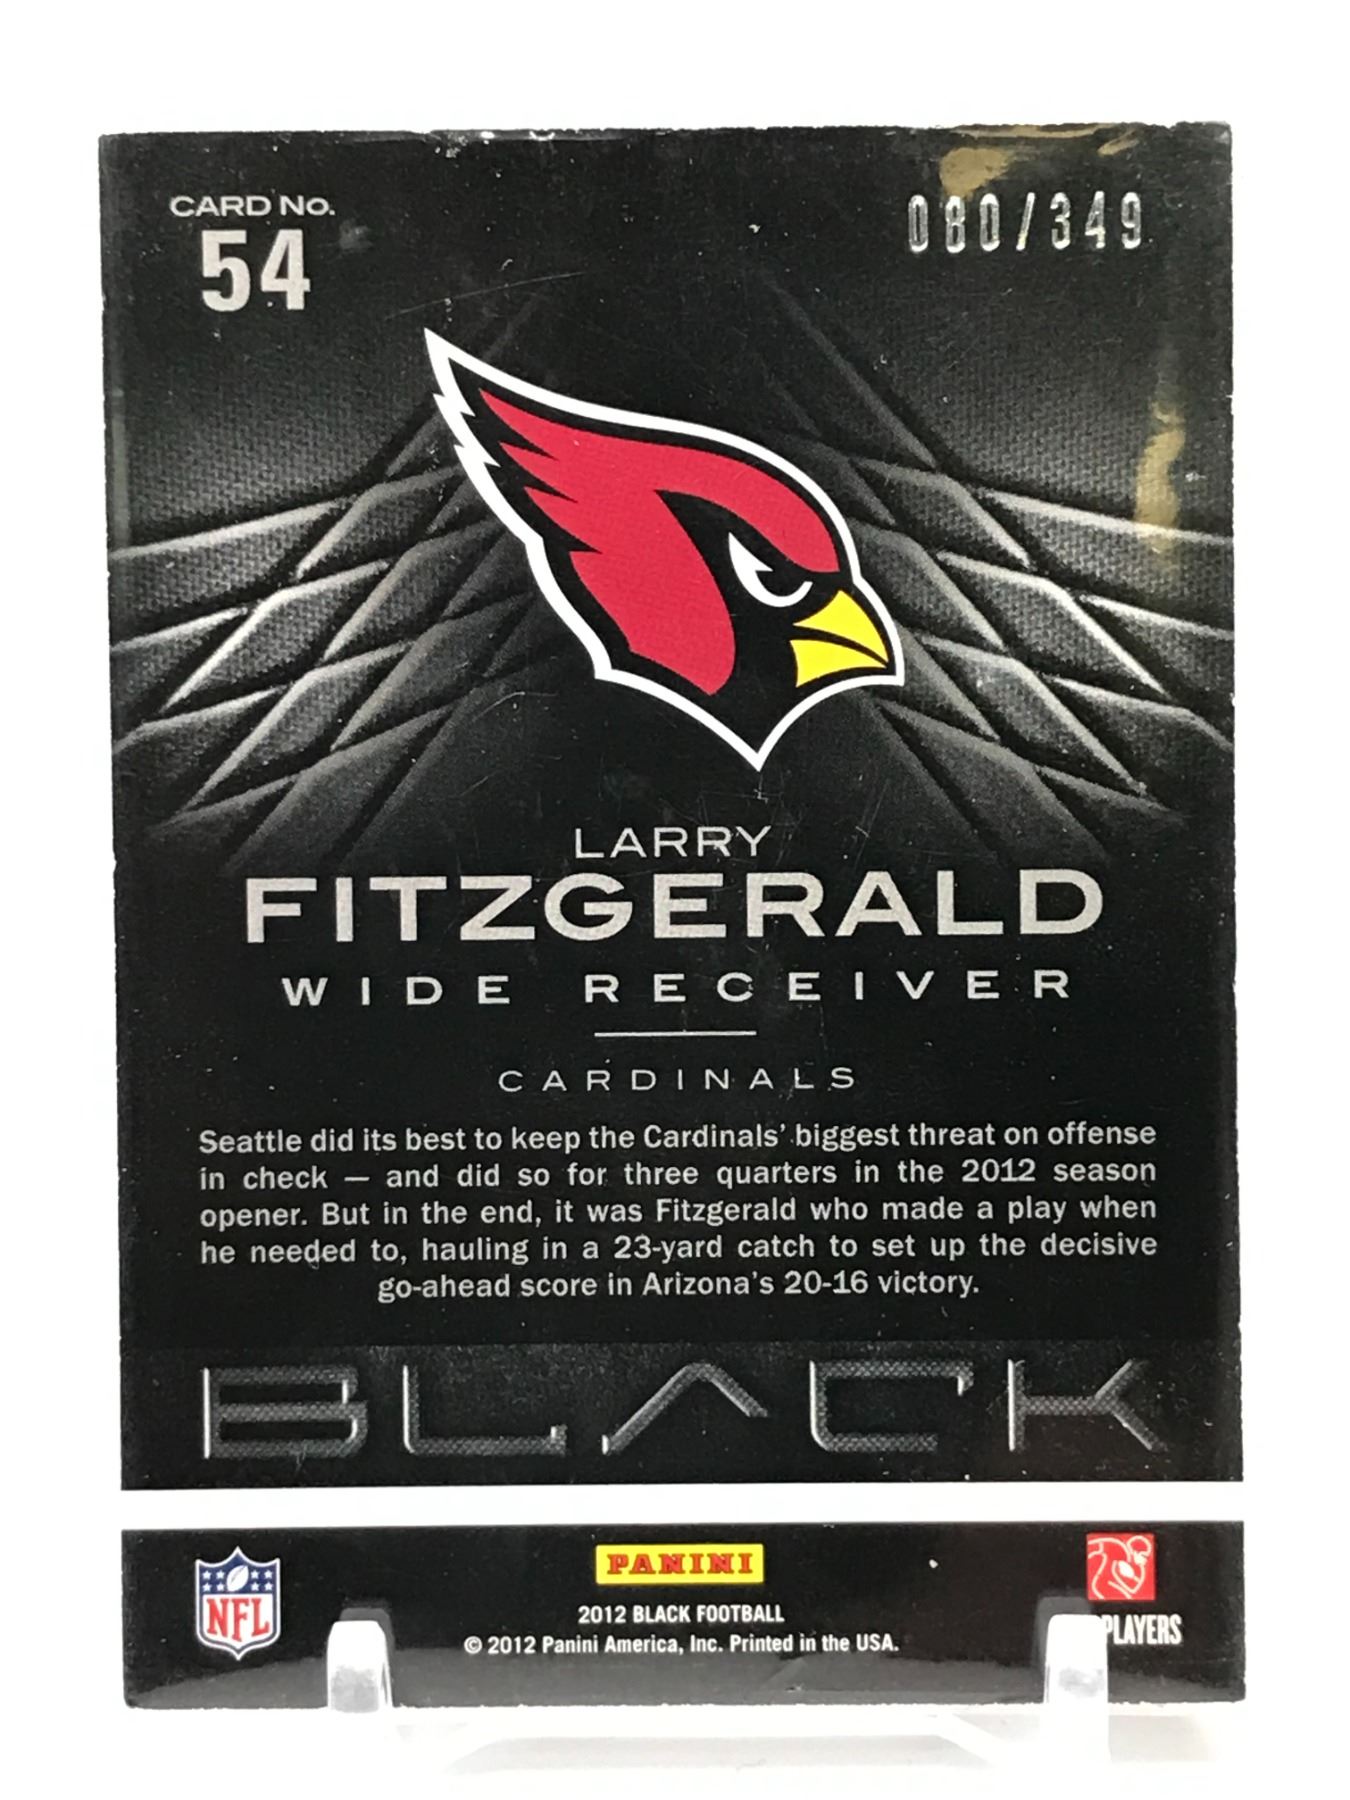 CARD No.
54
080/349
LARRY
FITZGERALD
WIDE RECEIVER
CARDINALS
Seattle did its best to keep the Cardinals' biggest threat on offense
in check — and did so for three quarters in the 2012 season
opener. But in the end, it was Fitzgerald who made a play when
he needed to, hauling in a 23-yard catch to set up the decisive
go-ahead score in Arizona's 20-16 victory.
BLACK
NFL
PANINI
2012 BLACK FOOTBALL
© 2012 Panini America, Inc. Printed in the USA.
PLAYERS